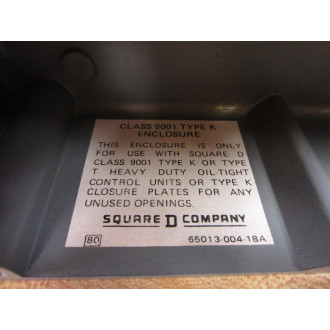 CLASS 9001 TYPE K
ENCLOSURE
THIS ENCLOSURE IS ONLY
FOR USE WITH SQUARE D
CLASS 9001 TYPE K OR TYPE
T HEAVY DUTY OIL-TIGHT
CONTROL UNITS OR TYPE K
CLOSURE PLATES FOR ANY
UNUSED OPENINGS.
SQUARE D COMPANY
80 65013-004-18A